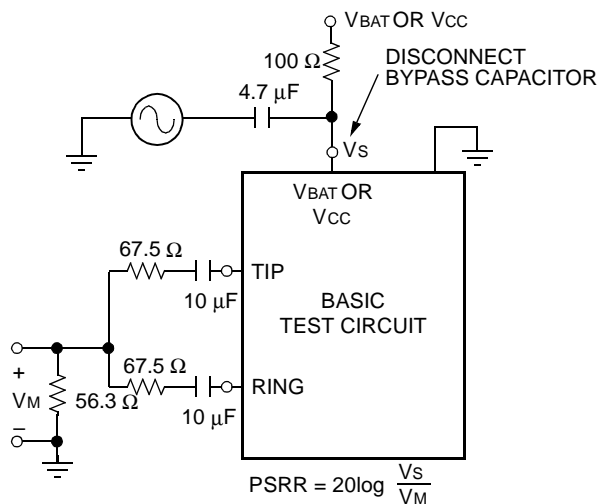 VBAT OR VCC
100 Ω
DISCONNECT
BYPASS CAPACITOR
4.7 µF
VS
VBAT OR
VCC
67.5 Ω
10 µF
TIP
BASIC
TEST CIRCUIT
67.5 Ω
10 µF
RING
+
VM
–
56.3 Ω
PSRR = 20log VS/VM